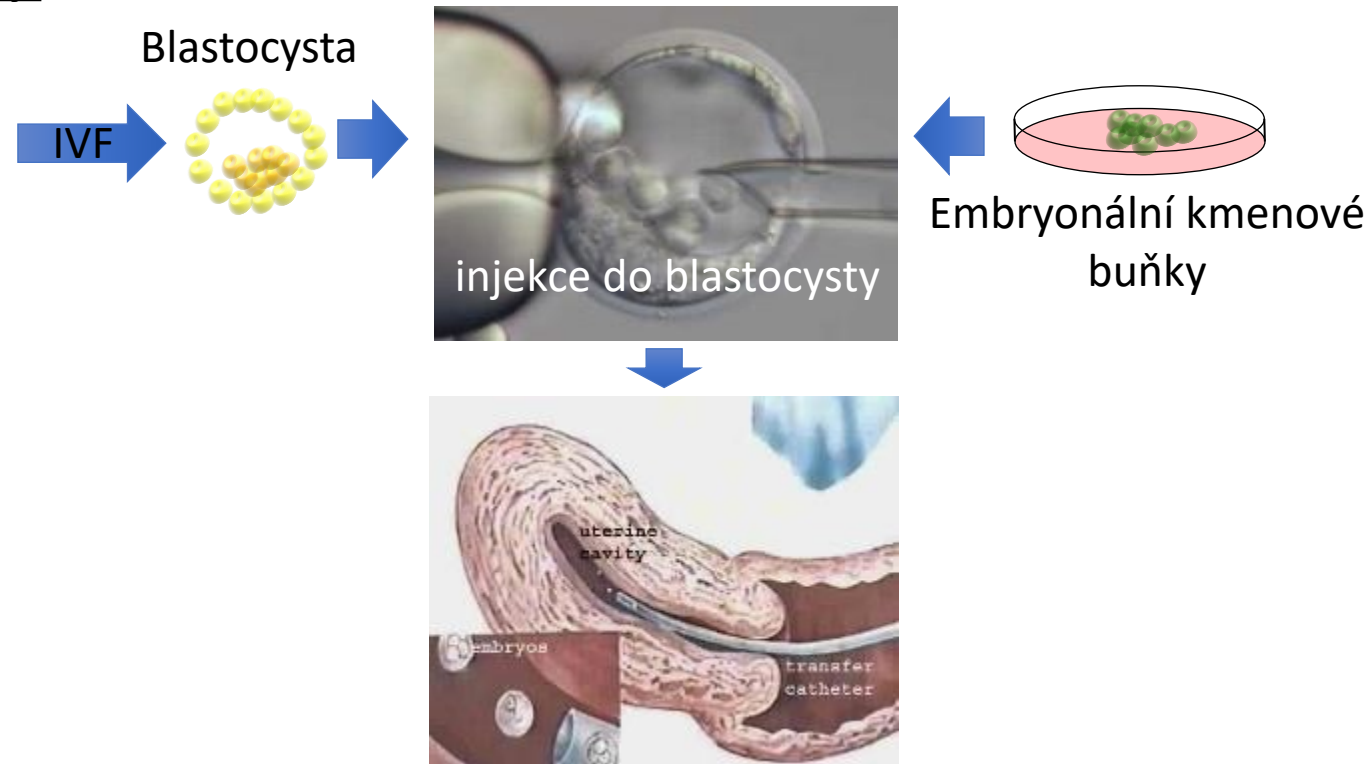 Blastocysta
IVF
injekce do blastocysty
Embryonální kmenové
buňky
uterine
cavity
embryos
transfer
catheter